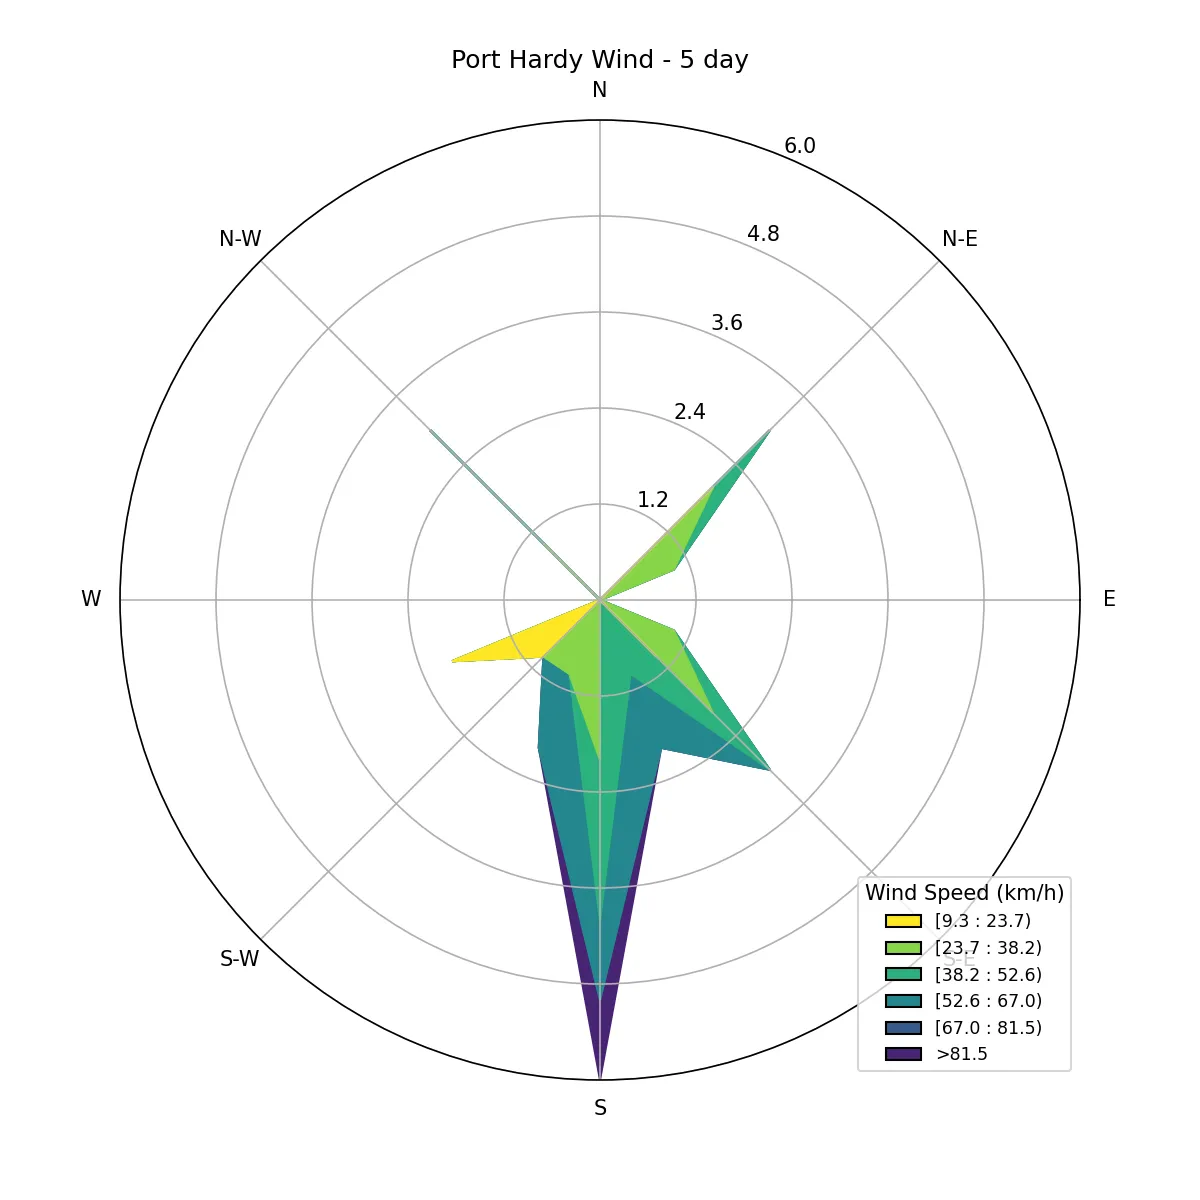 Port Hardy Wind - 5 day
N
6.0
4.8
N-W
N-E
3.6
2.4
1.2
W
E
Wind Speed (km/h)
[9.3 : 23.7)
[23.7 : 38.2)
S-W
S-E
[38.2 : 52.6)
[52.6 : 67.0)
[67.0 : 81.5)
>81.5
S